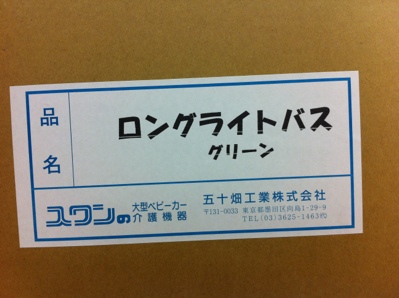 品名
ロングライトバス
グリーン
スワンの 大型ベビーカー
介護機器
五十畑工業株式会社
〒131-0033 東京都墨田区向島1-29-9
TEL(03)3625-1463㈹